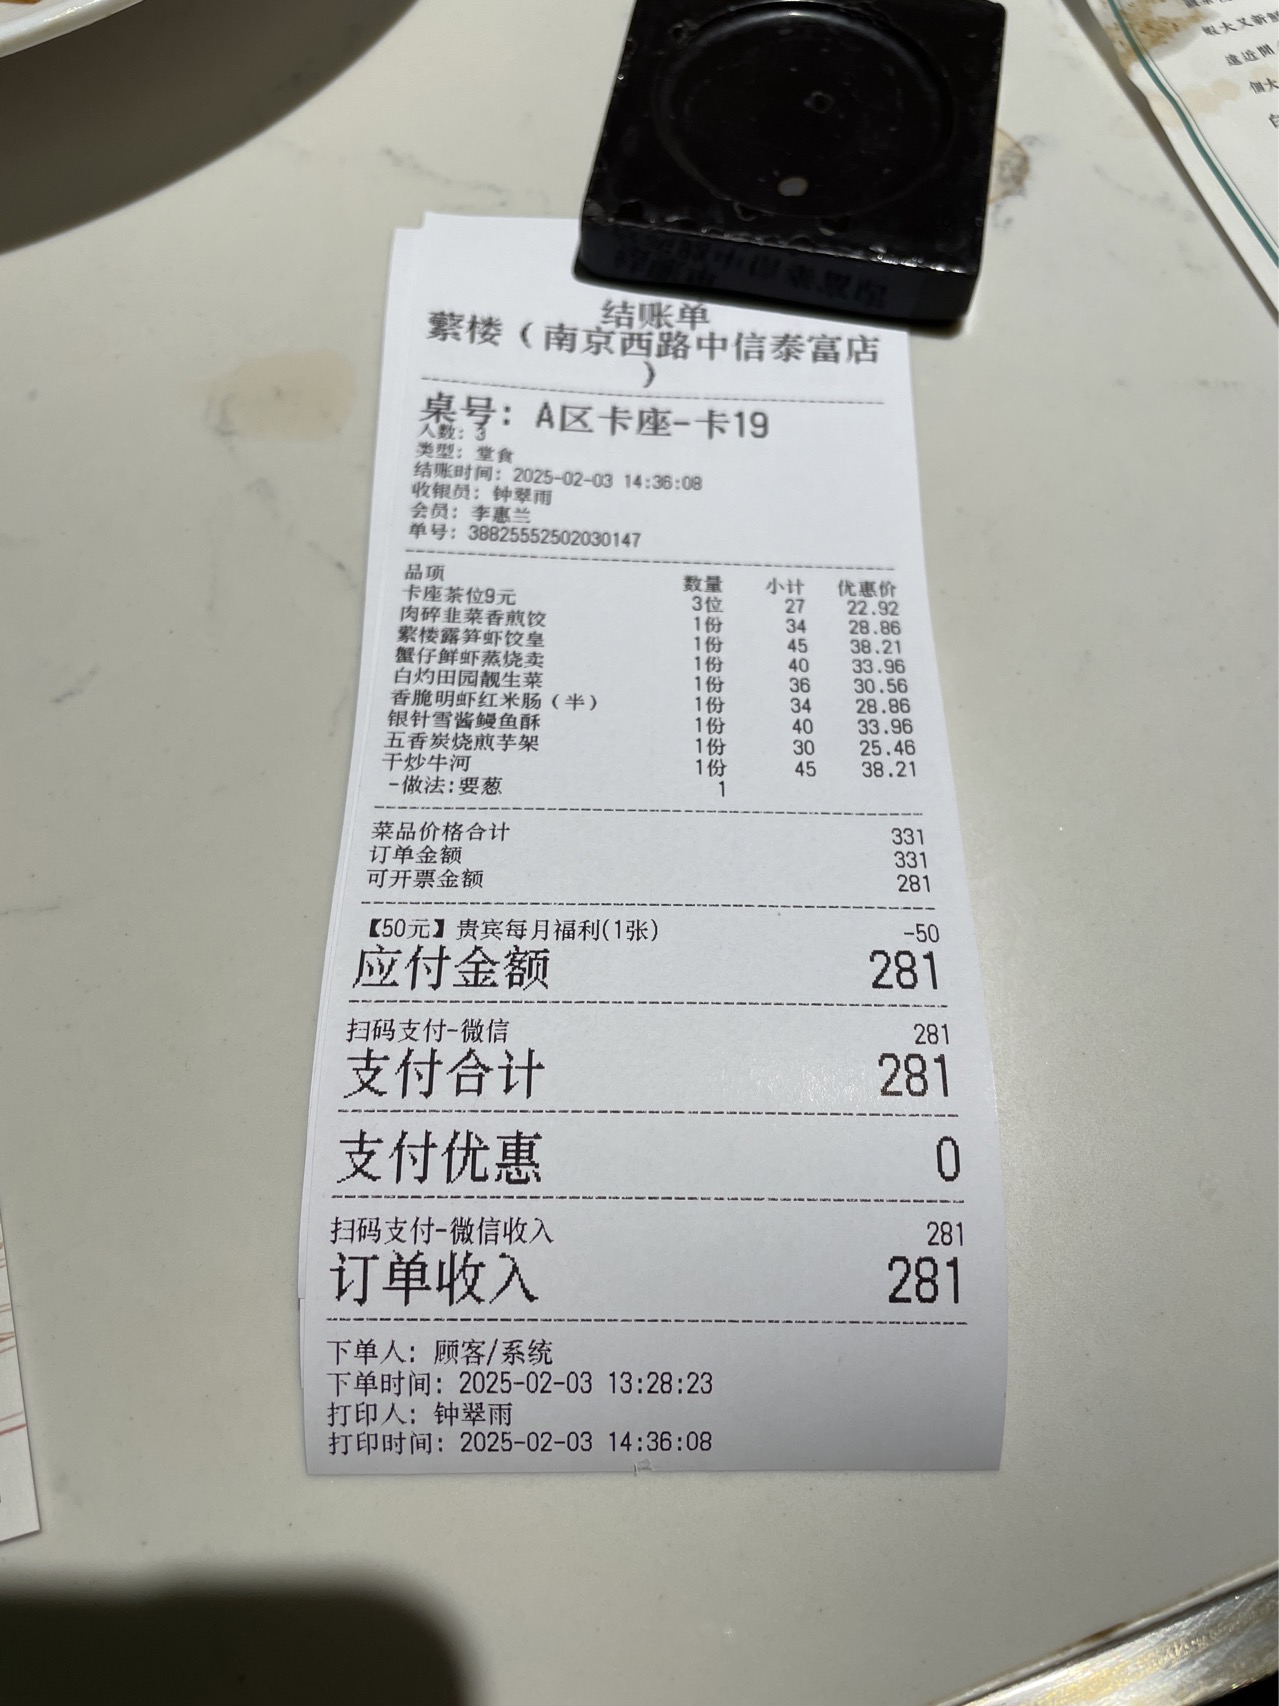 结账单
蘩楼（南京西路中信泰富店
）
桌号: A区卡座-卡19
人数: 3
类型: 堂食
结账时间: 2025-02-03 14:36:08
收银员: 钟翠雨
会员: 李惠兰
单号: 38825552502030147
品项 数量 小计 优惠价
卡座茶位9元 3位 27 22.92
肉碎韭菜香煎饺 1份 34 28.86
蘩楼露笋虾饺皇 1份 45 38.21
蟹仔鲜虾蒸烧卖 1份 40 33.96
白灼田园靓生菜 1份 36 30.56
香脆明虾红米肠（半） 1份 34 28.86
银针雪酱鳗鱼酥 1份 40 33.96
五香炭烧煎芋架 1份 30 25.46
干炒牛河 1份 45 38.21
-做法:要葱 1
菜品价格合计 331
订单金额 331
可开票金额 281
【50元】贵宾每月福利(1张) -50
应付金额 281
扫码支付-微信 281
支付合计 281
支付优惠 0
扫码支付-微信收入 281
订单收入 281
下单人: 顾客/系统
下单时间: 2025-02-03 13:28:23
打印人: 钟翠雨
打印时间: 2025-02-03 14:36:08
蝦大又新鮮